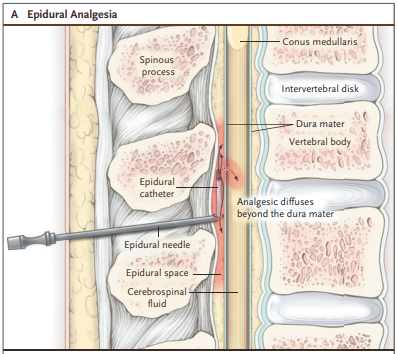 A Epidural Analgesia
Conus medullaris
Spinous
process
Intervertebral disk
Dura mater
Vertebral body
Epidural
catheter
Analgesic diffuses
beyond the dura mater
Epidural needle
Epidural space
Cerebrospinal
fluid